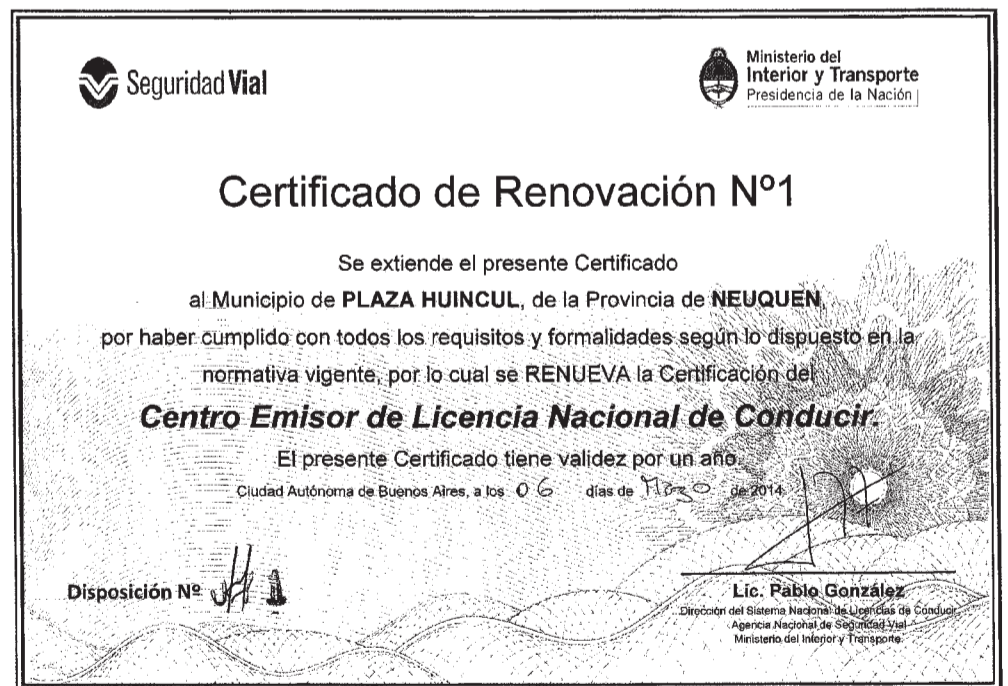 Seguridad Vial
Ministerio del
Interior y Transporte
Presidencia de la Nación
Certificado de Renovación Nº1
Se extiende el presente Certificado
al Municipio de PLAZA HUINCUL, de la Provincia de NEUQUEN
por haber cumplido con todos los requisitos y formalidades según lo dispuesto en la
normativa vigente, por lo cual se RENUEVA la Certificación del
Centro Emisor de Licencia Nacional de Conducir.
El presente Certificado tiene validez por un año.
Ciudad Autónoma de Buenos Aires, a los 06 días de Marzo de 2014
Disposición Nº
Lic. Pablo González
Dirección del Sistema Nacional de Licencias de Conducir
Agencia Nacional de Seguridad Vial
Ministerio del Interior y Transporte